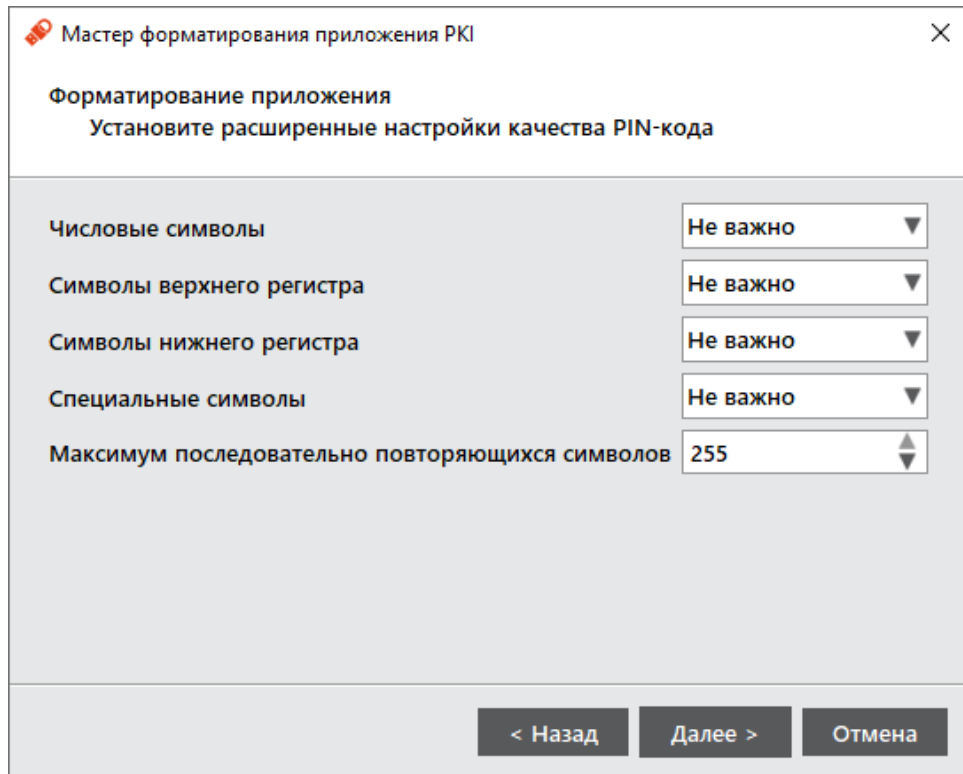 Мастер форматирования приложения PKI
Форматирование приложения
Установите расширенные настройки качества PIN-кода
Числовые символы Не важно
Символы верхнего регистра Не важно
Символы нижнего регистра Не важно
Специальные символы Не важно
Максимум последовательно повторяющихся символов 255
< Назад Далее > Отмена